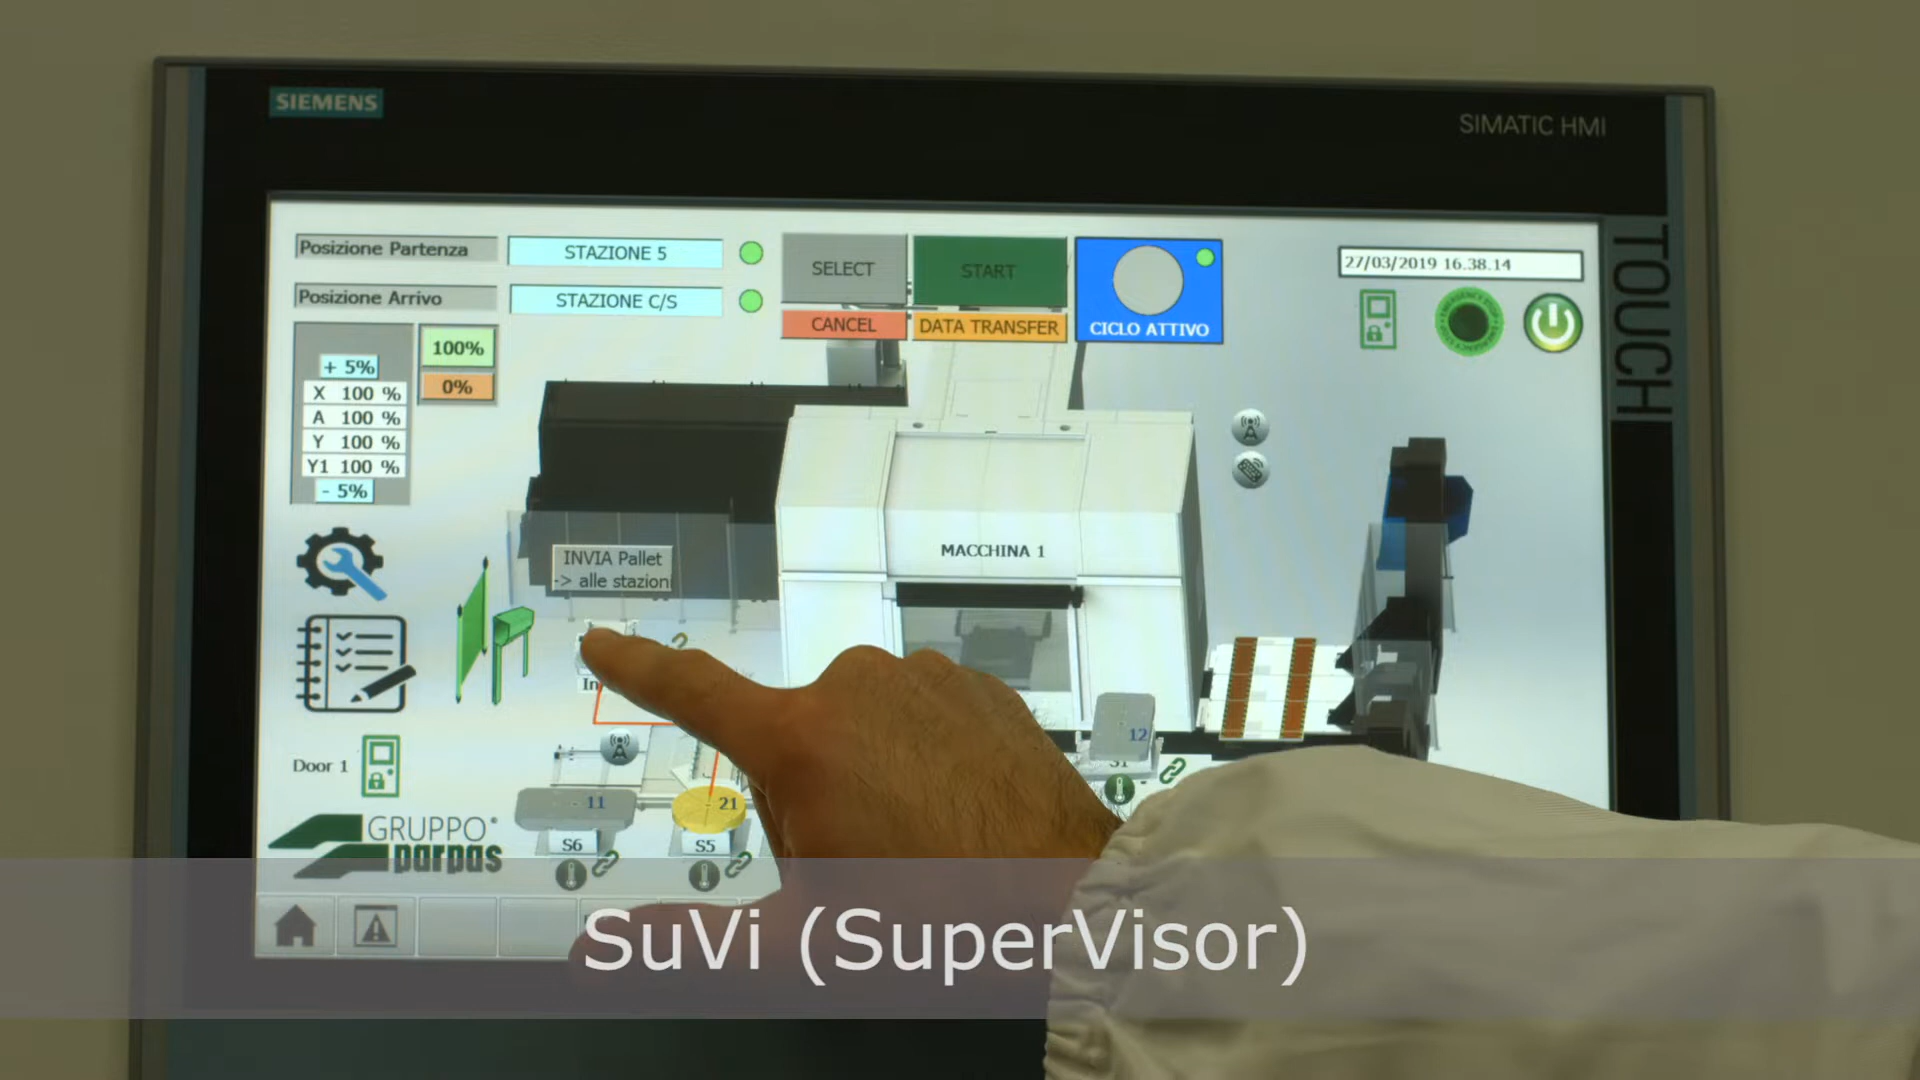 SIEMENS
SIMATIC HMI
TOUCH
Posizione Partenza
STAZIONE 5
Posizione Arrivo
STAZIONE C/S
SELECT
START
CANCEL
DATA TRANSFER
CICLO ATTIVO
27/03/2019 16.38.14
+ 5%
X 100 %
A 100 %
Y 100 %
Y1 100 %
- 5%
100%
0%
MACCHINA 1
INVIA Pallet
-> alle stazioni
12
S1
Door 1
11
21
S6
S5
GRUPPO
parpas
SuVi (SuperVisor)